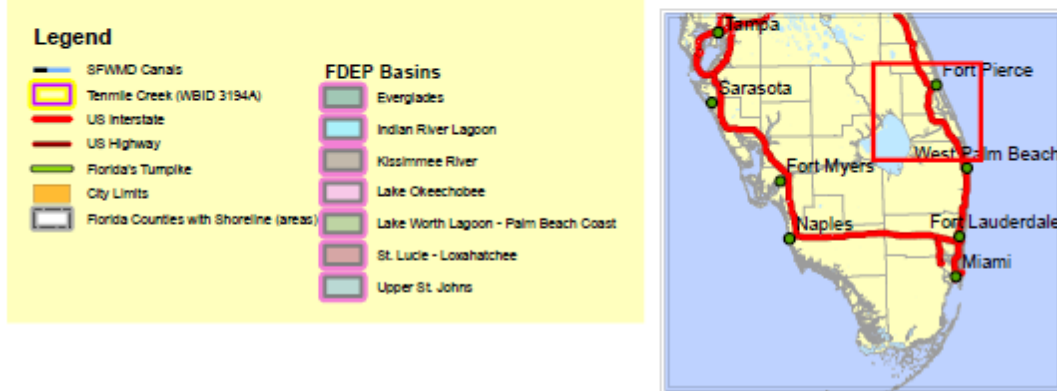 Legend
SFWMD Canals
Tenmile Creek (WBID 3194A)
US Interstate
US Highway
Florida's Turnpike
City Limits
Florida Counties with Shoreline (areas)
FDEP Basins
Everglades
Indian River Lagoon
Kissimmee River
Lake Okeechobee
Lake Worth Lagoon - Palm Beach Coast
St. Lucie - Loxahatchee
Upper St. Johns
Tampa
Fort Pierce
Sarasota
West Palm Beach
Fort Myers
Naples
Fort Lauderdale
Miami